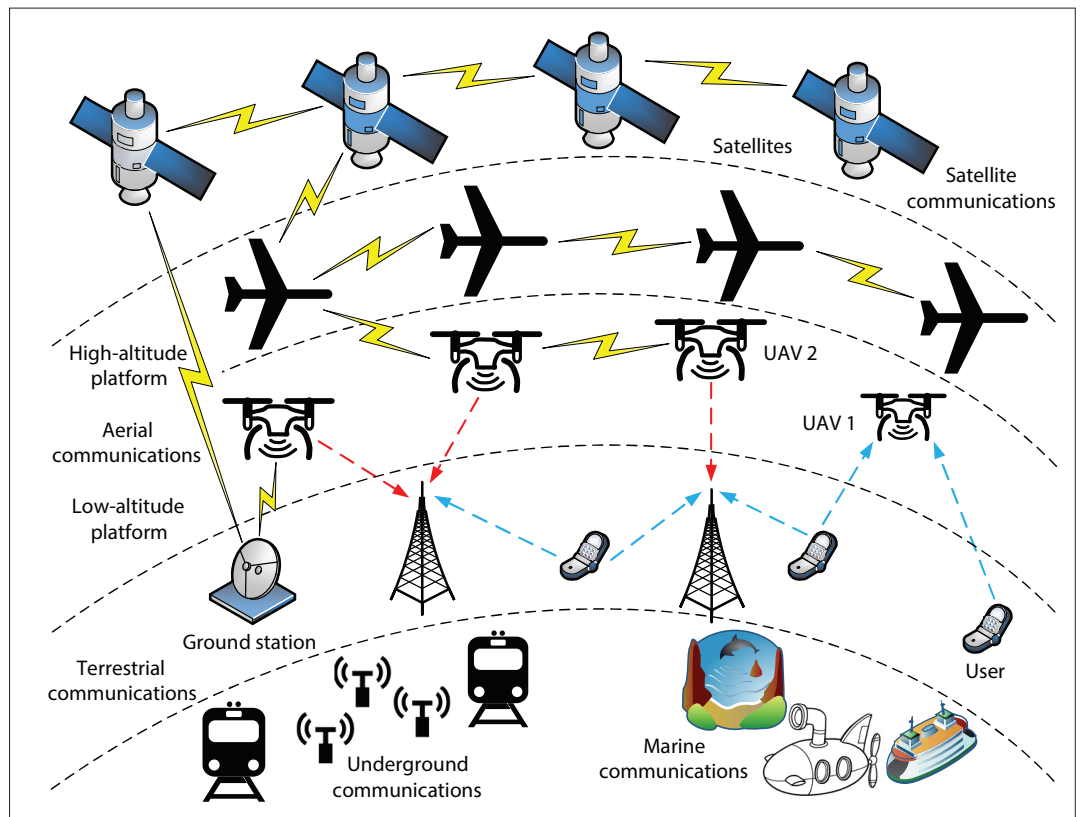 Satellites
Satellite
communications
High-altitude
platform
UAV 2
Aerial
communications
UAV 1
Low-altitude
platform
Ground station
Terrestrial
communications
User
Underground
communications
Marine
communications